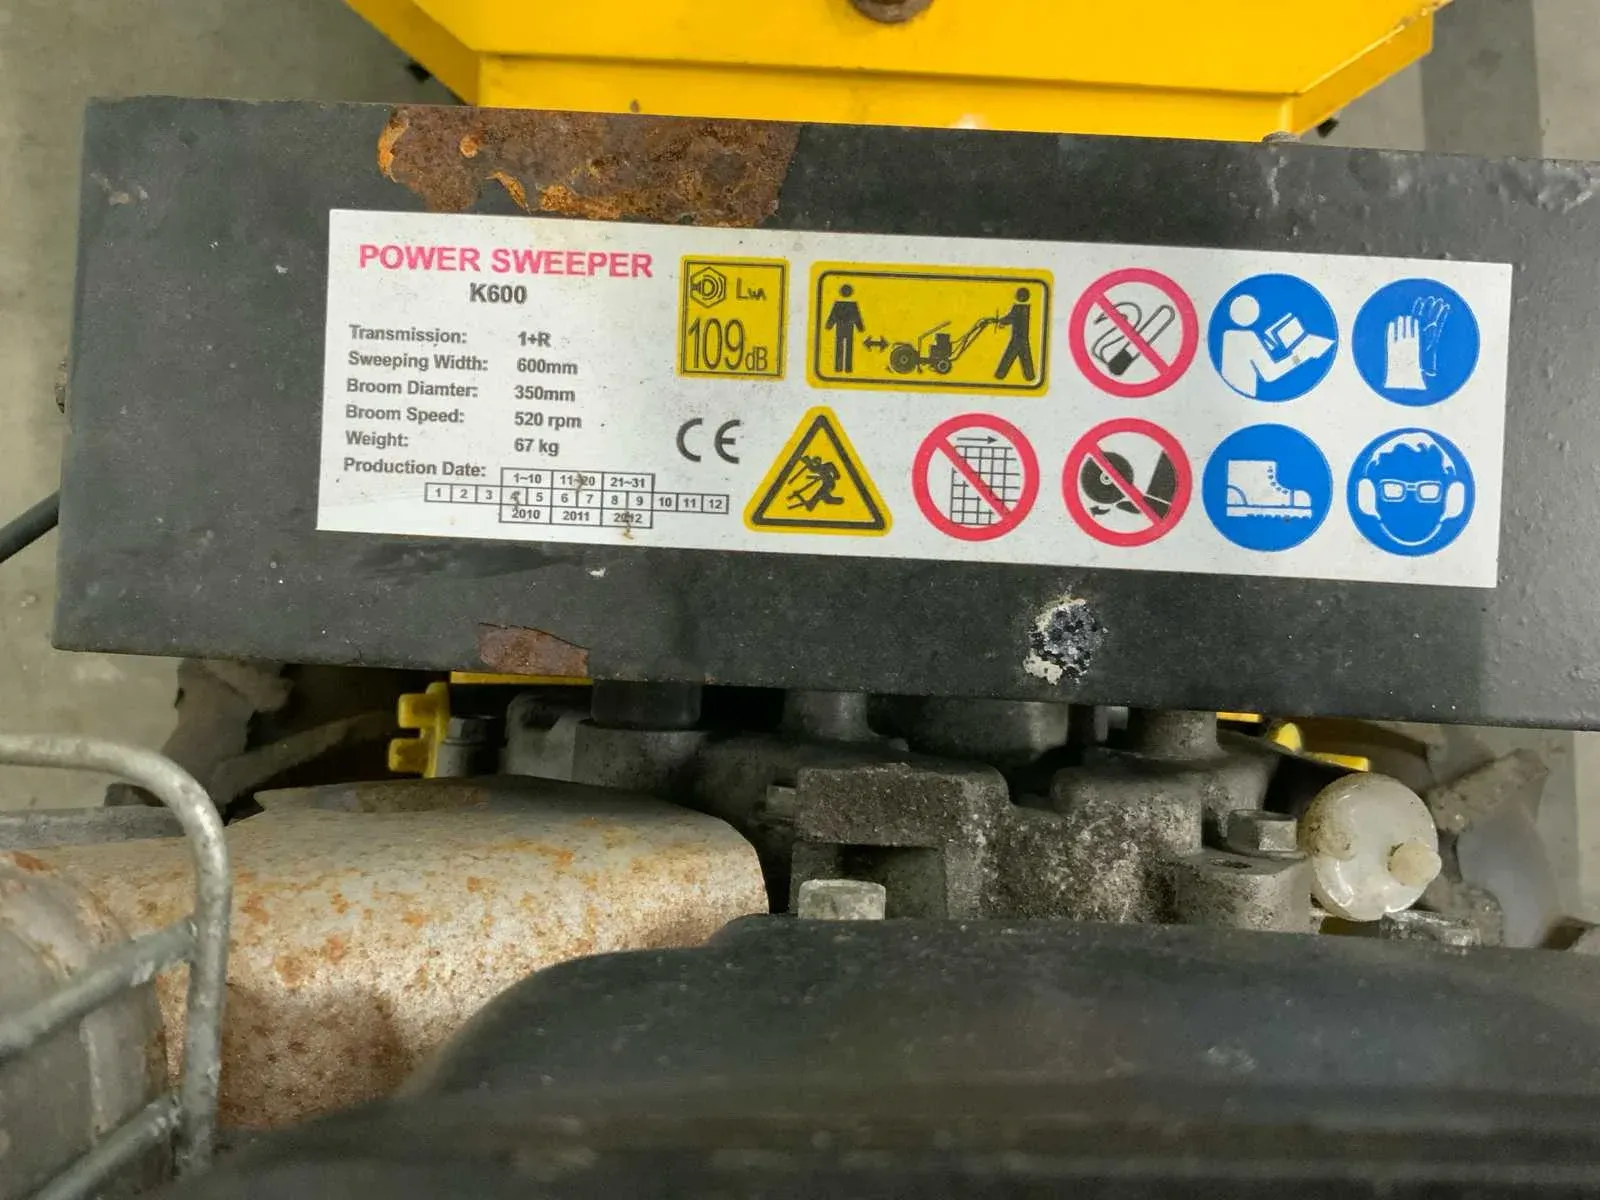 POWER SWEEPER
K600
Transmission: 1+R
Sweeping Width: 600mm
Broom Diamter: 350mm
Broom Speed: 520 rpm
Weight: 67 kg
Production Date: 1~10 11~20 21~31
1 2 3 4 5 6 7 8 9 10 11 12
2010 2011 2012
LWA
109dB
CE